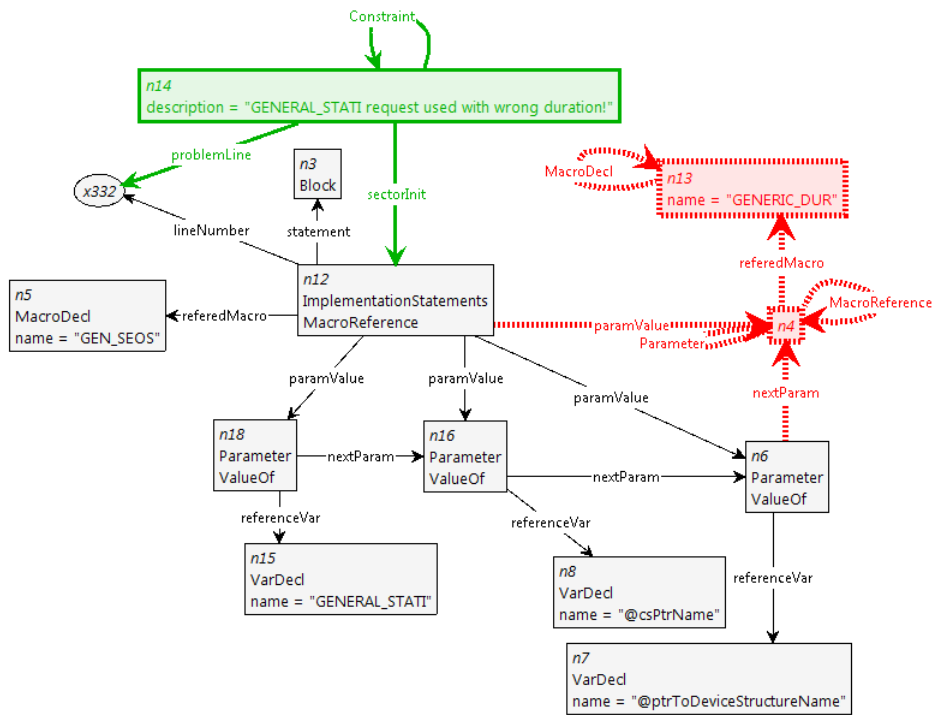 Constraint
n14
description = "GENERAL_STATI request used with wrong duration!"
problemLine
n3
Block
sectorInit
MacroDecl
n13
name = "GENERIC_DUR"
x332
lineNumber
statement
referedMacro
n12
ImplementationStatements
MacroReference
n5
MacroDecl
name = "GEN_SEOS"
referedMacro
paramValue
Parameter
n4
MacroReference
paramValue
paramValue
paramValue
nextParam
n18
Parameter
ValueOf
nextParam
n16
Parameter
ValueOf
nextParam
n6
Parameter
ValueOf
referenceVar
referenceVar
referenceVar
n15
VarDecl
name = "GENERAL_STATI"
n8
VarDecl
name = "@csPtrName"
n7
VarDecl
name = "@ptrToDeviceStructureName"